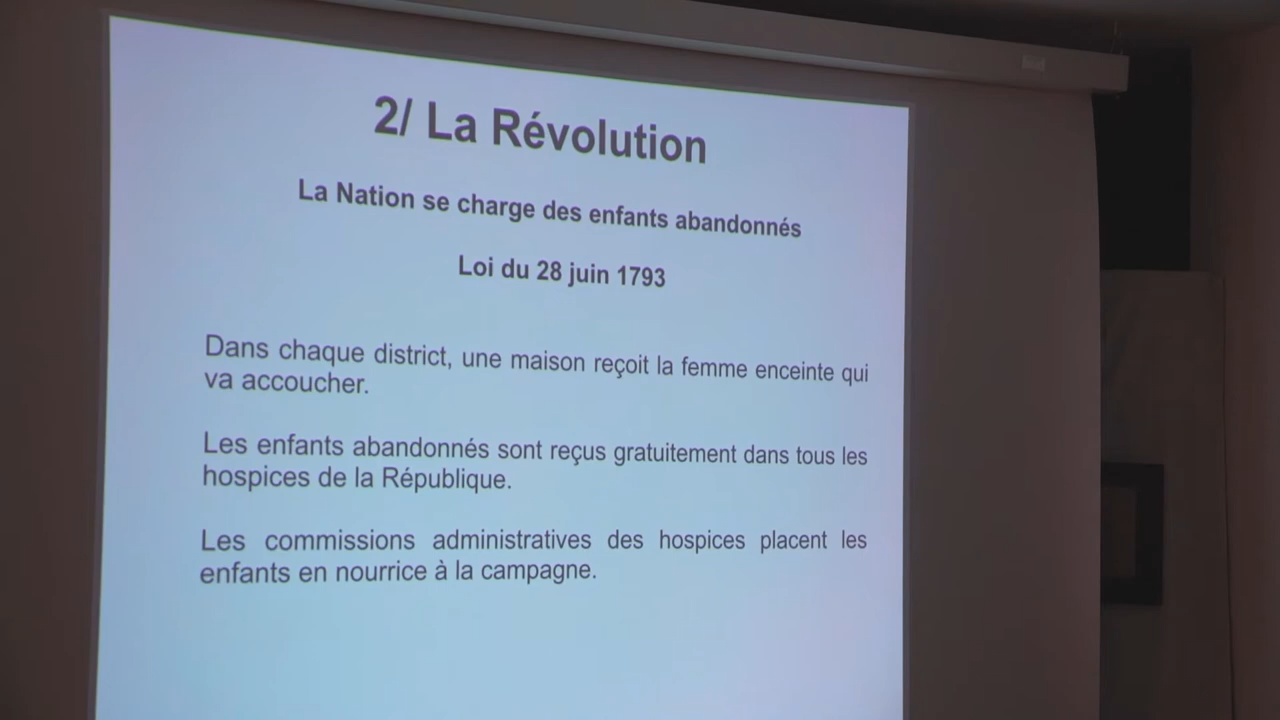 2/ La Révolution
La Nation se charge des enfants abandonnés
Loi du 28 juin 1793
Dans chaque district, une maison reçoit la femme enceinte qui
va accoucher.
Les enfants abandonnés sont reçus gratuitement dans tous les
hospices de la République.
Les commissions administratives des hospices placent les
enfants en nourrice à la campagne.